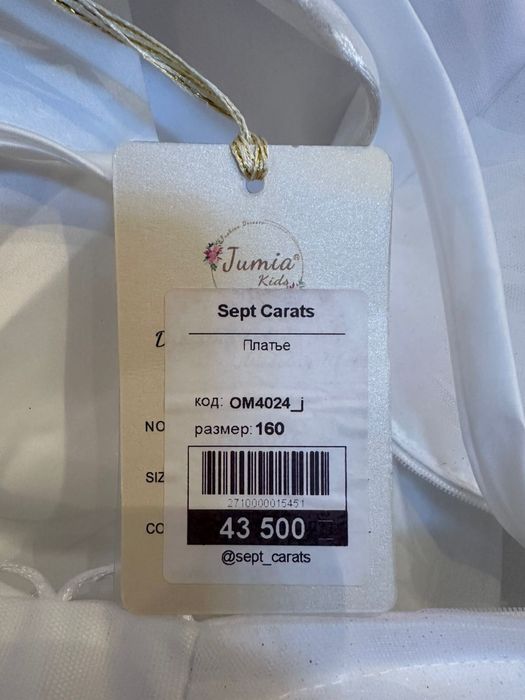 Jumia®
Kids
Sept Carats
Платье
код: OM4024_j
NO
размер: 160
SIZ
2710000015451
CO
43 500
@sept_carats